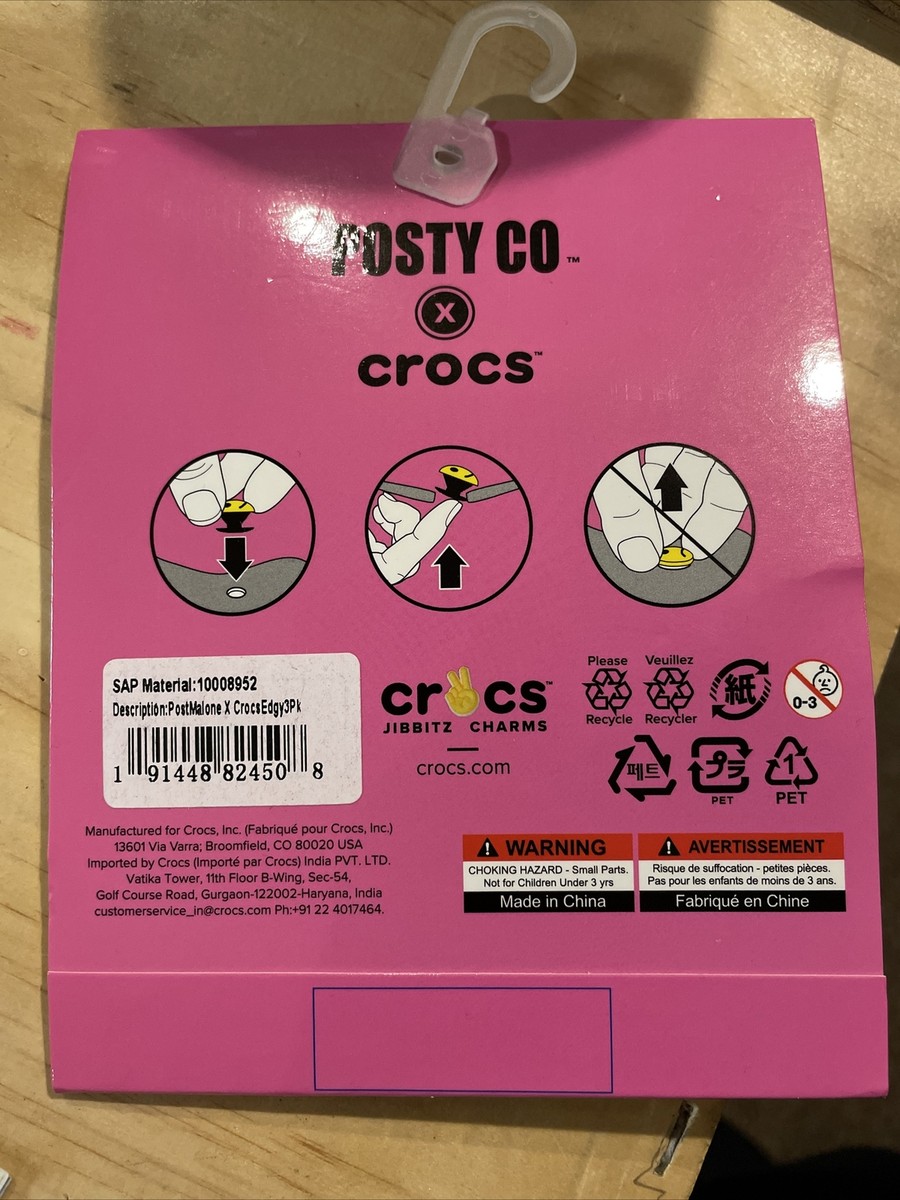 POSTY CO™
X
crocs™
SAP Material:10008952
Description:PostMalone X CrocsEdgy3Pk
1 91448 82450 8
crocs™
JIBBITZ CHARMS
crocs.com
Please Recycle
Veuillez Recycler
紙
0-3
페트
プラ
PET
1
PET
Manufactured for Crocs, Inc. (Fabriqué pour Crocs, Inc.)
13601 Via Varra; Broomfield, CO 80020 USA
Imported by Crocs (Importé par Crocs) India PVT. LTD.
Vatika Tower, 11th Floor B-Wing, Sec-54,
Golf Course Road, Gurgaon-122002-Haryana, India
customerservice_in@crocs.com Ph:+91 22 4017464.
WARNING
CHOKING HAZARD - Small Parts.
Not for Children Under 3 yrs
Made in China
AVERTISSEMENT
Risque de suffocation - petites pièces.
Pas pour les enfants de moins de 3 ans.
Fabriqué en Chine